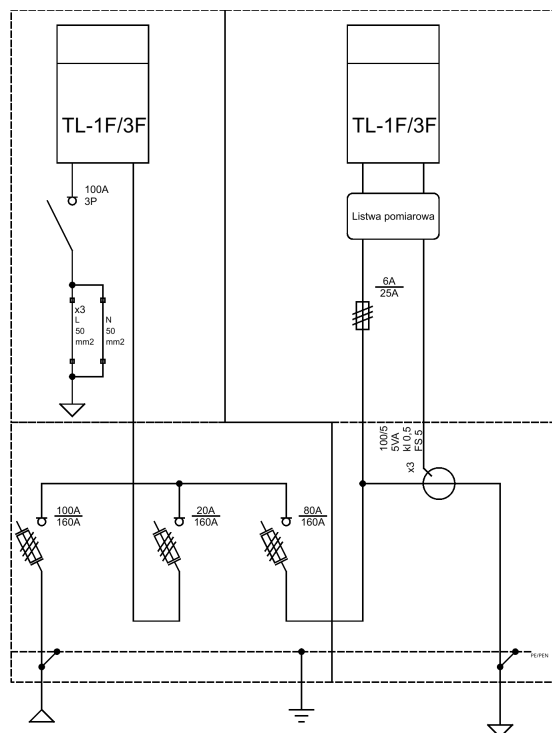 TL-1F/3F
TL-1F/3F
100A
3P
Listwa pomiarowa
6A
25A
x3
L
50
mm2
N
50
mm2
100/5
5VA
kl 0,5
FS 5
x3
100A
160A
20A
160A
80A
160A
PE/PEN